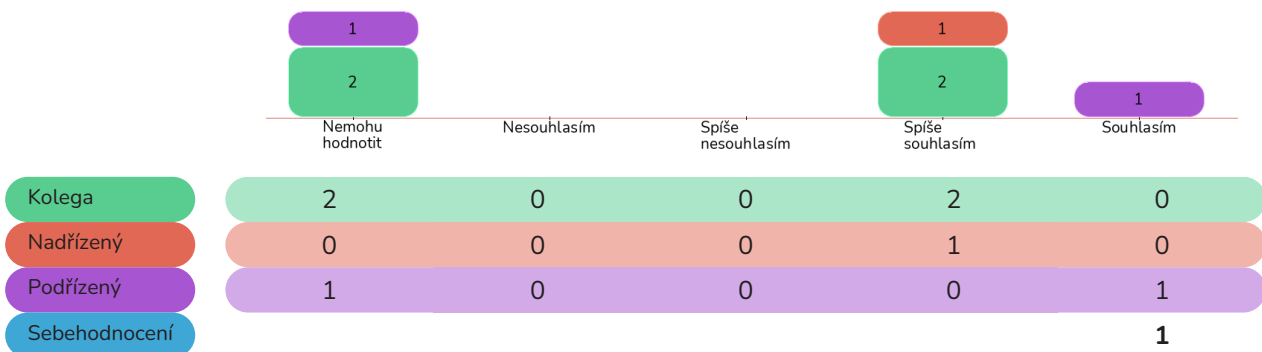 1
1
2
2
1
Nemohu
hodnotit
Nesouhlasím
Spíše
nesouhlasím
Spíše
souhlasím
Souhlasím
Kolega 2 0 0 2 0
Nadřízený 0 0 0 1 0
Podřízený 1 0 0 0 1
Sebehodnocení 1